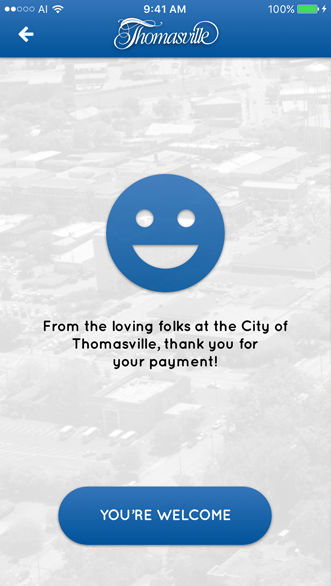 AI 9:41 AM 100%
Thomasville
From the loving folks at the City of
Thomasville, thank you for
your payment!
YOU'RE WELCOME